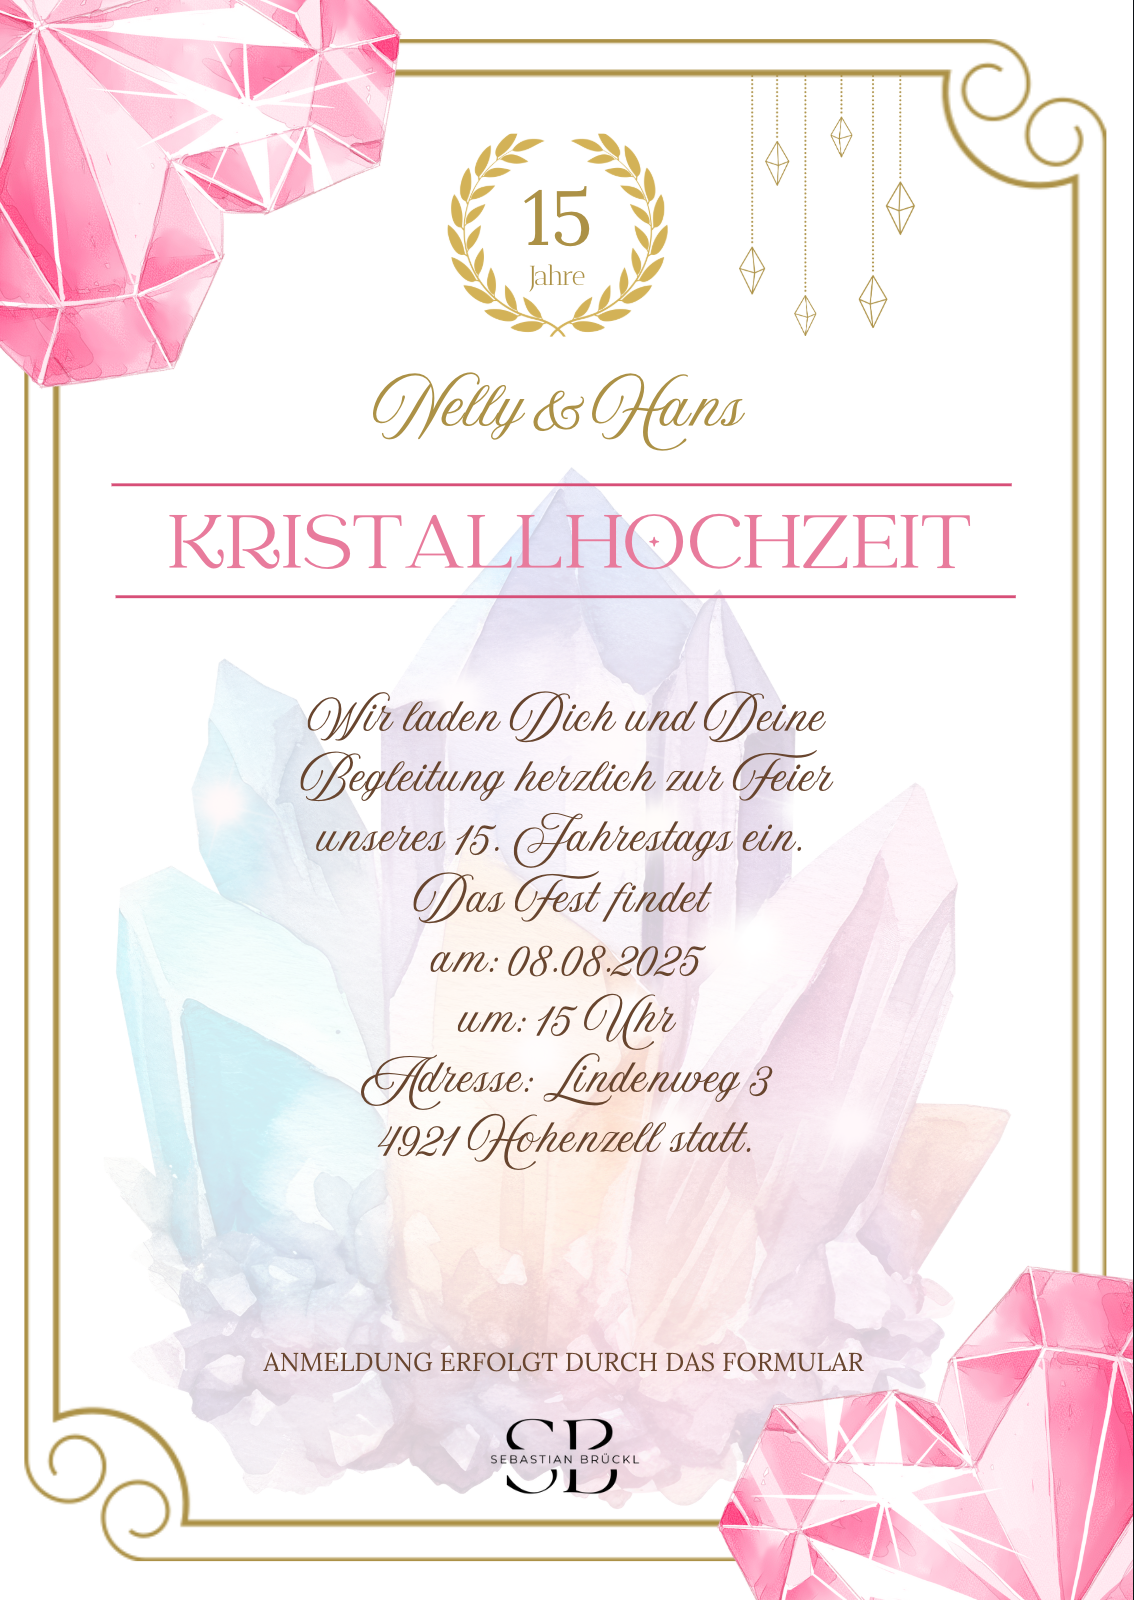 15
Jahre
Nelly & Hans
KRISTALLHOCHZEIT
Wir laden Dich und Deine
Begleitung herzlich zur Feier
unseres 15. Jahrestags ein.
Das Fest findet
am: 08.08.2025
um: 15 Uhr
Adresse: Lindenweg 3
4921 Hohenzell statt.
ANMELDUNG ERFOLGT DURCH DAS FORMULAR
SB
SEBASTIAN BRÜCKL